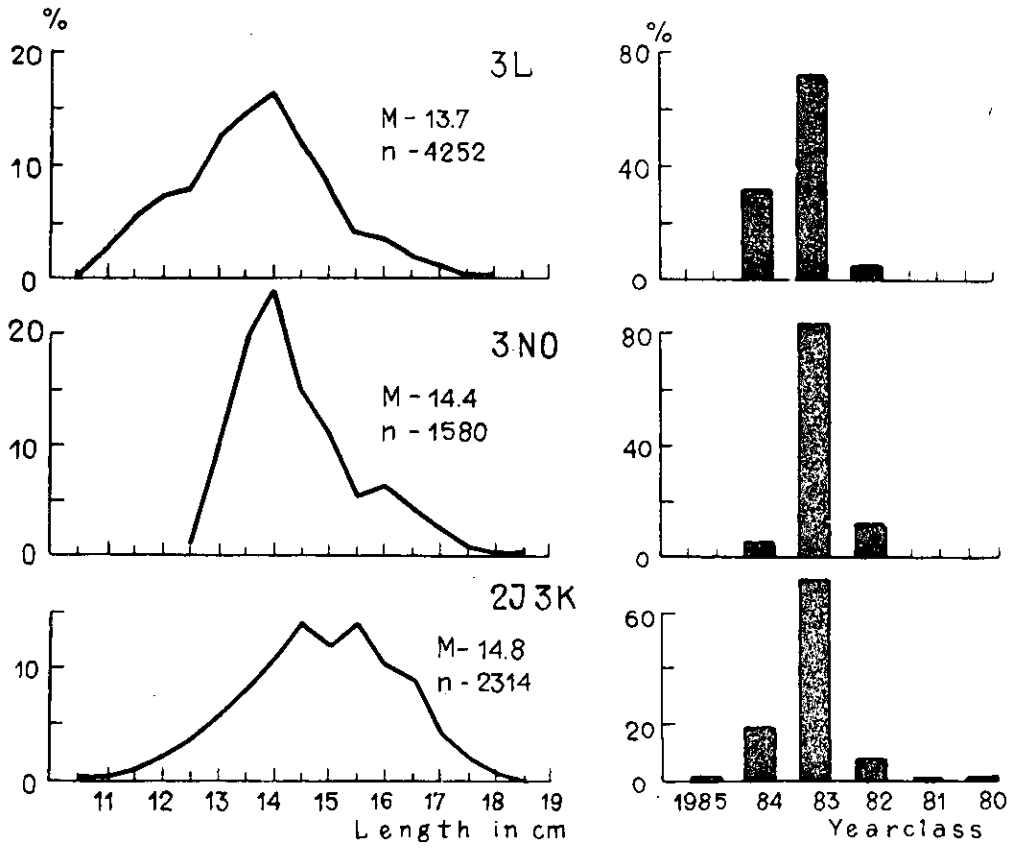 %
20
10
0
3L
M - 13.7
n - 4252
%
80
40
0
20
10
0
3NO
M - 14.4
n - 1580
80
40
0
10
0
2J 3K
M - 14.8
n - 2314
60
20
0
11 12 13 14 15 16 17 18 19
Length in cm
1985 84 83 82 81 80
Yearclass